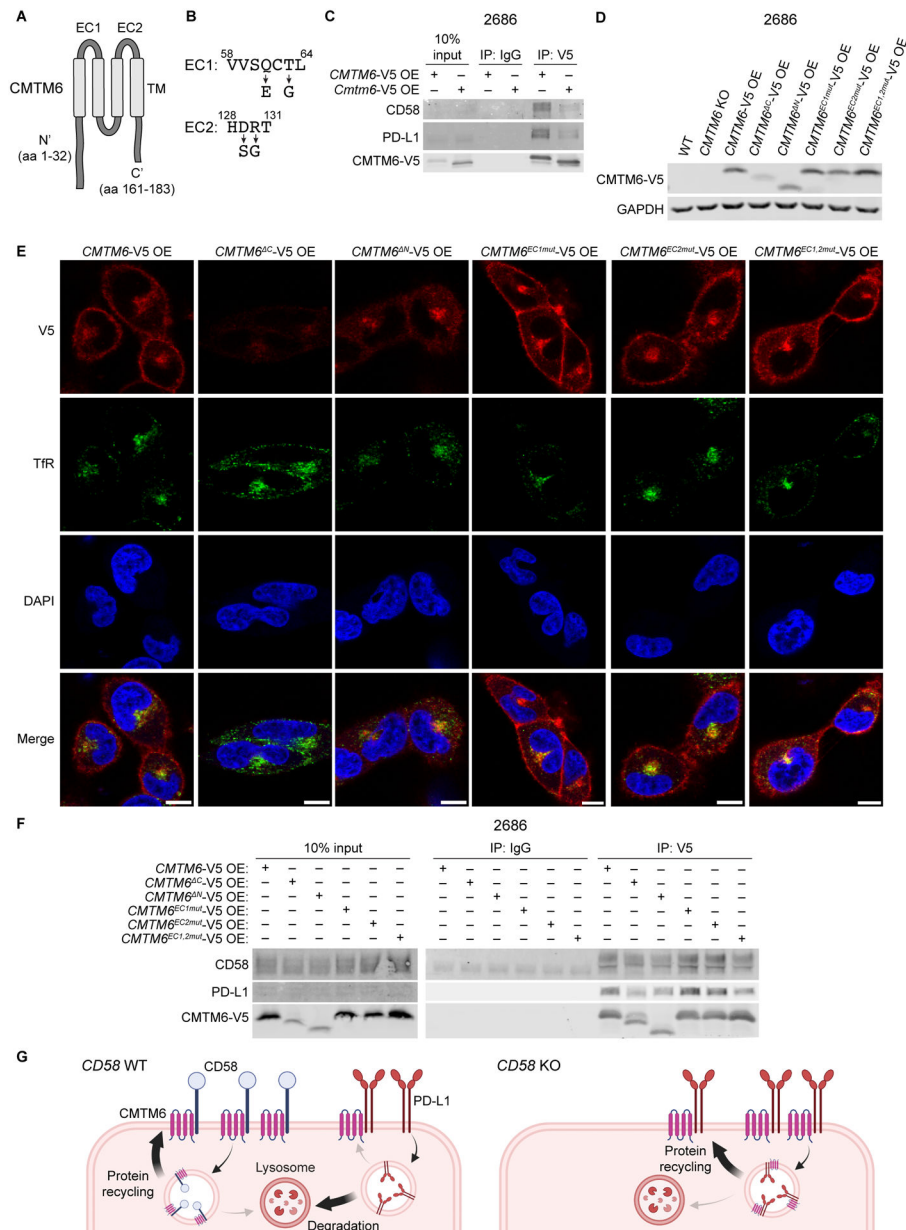 A
EC1 EC2
CMTM6
TM
N'
(aa 1-32)
C'
(aa 161-183)
B
58 64
EC1: VVSQCTL
E G
128 131
EC2: HDRT
SG
C
2686
10% input IP: IgG IP: V5
CMTM6-V5 OE + – + – + –
Cmtm6-V5 OE – + – + – +
CD58
PD-L1
CMTM6-V5
D
2686
WT
CMTM6 KO
CMTM6-V5 OE
CMTM6ΔC-V5 OE
CMTM6ΔN-V5 OE
CMTM6EC1mut-V5 OE
CMTM6EC2mut-V5 OE
CMTM6EC1,2mut-V5 OE
CMTM6-V5
GAPDH
E
CMTM6-V5 OE CMTM6ΔC-V5 OE CMTM6ΔN-V5 OE CMTM6EC1mut-V5 OE CMTM6EC2mut-V5 OE CMTM6EC1,2mut-V5 OE
V5
TfR
DAPI
Merge
F
2686
10% input IP: IgG IP: V5
CMTM6-V5 OE: + – – – – – + – – – – – + – – – – –
CMTM6ΔC-V5 OE: – + – – – – – + – – – – – + – – – –
CMTM6ΔN-V5 OE: – – + – – – – – + – – – – – + – – –
CMTM6EC1mut-V5 OE: – – – + – – – – – + – – – – – + – –
CMTM6EC2mut-V5 OE: – – – – + – – – – – + – – – – – + –
CMTM6EC1,2mut-V5 OE: – – – – – + – – – – – + – – – – – +
CD58
PD-L1
CMTM6-V5
G
CD58 WT
CD58
CMTM6
PD-L1
Protein recycling
Lysosome
Degradation
CD58 KO
Protein recycling